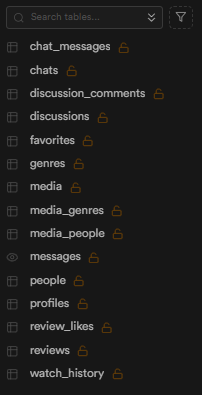 Search tables...
chat_messages
chats
discussion_comments
discussions
favorites
genres
media
media_genres
media_people
messages
people
profiles
review_likes
reviews
watch_history